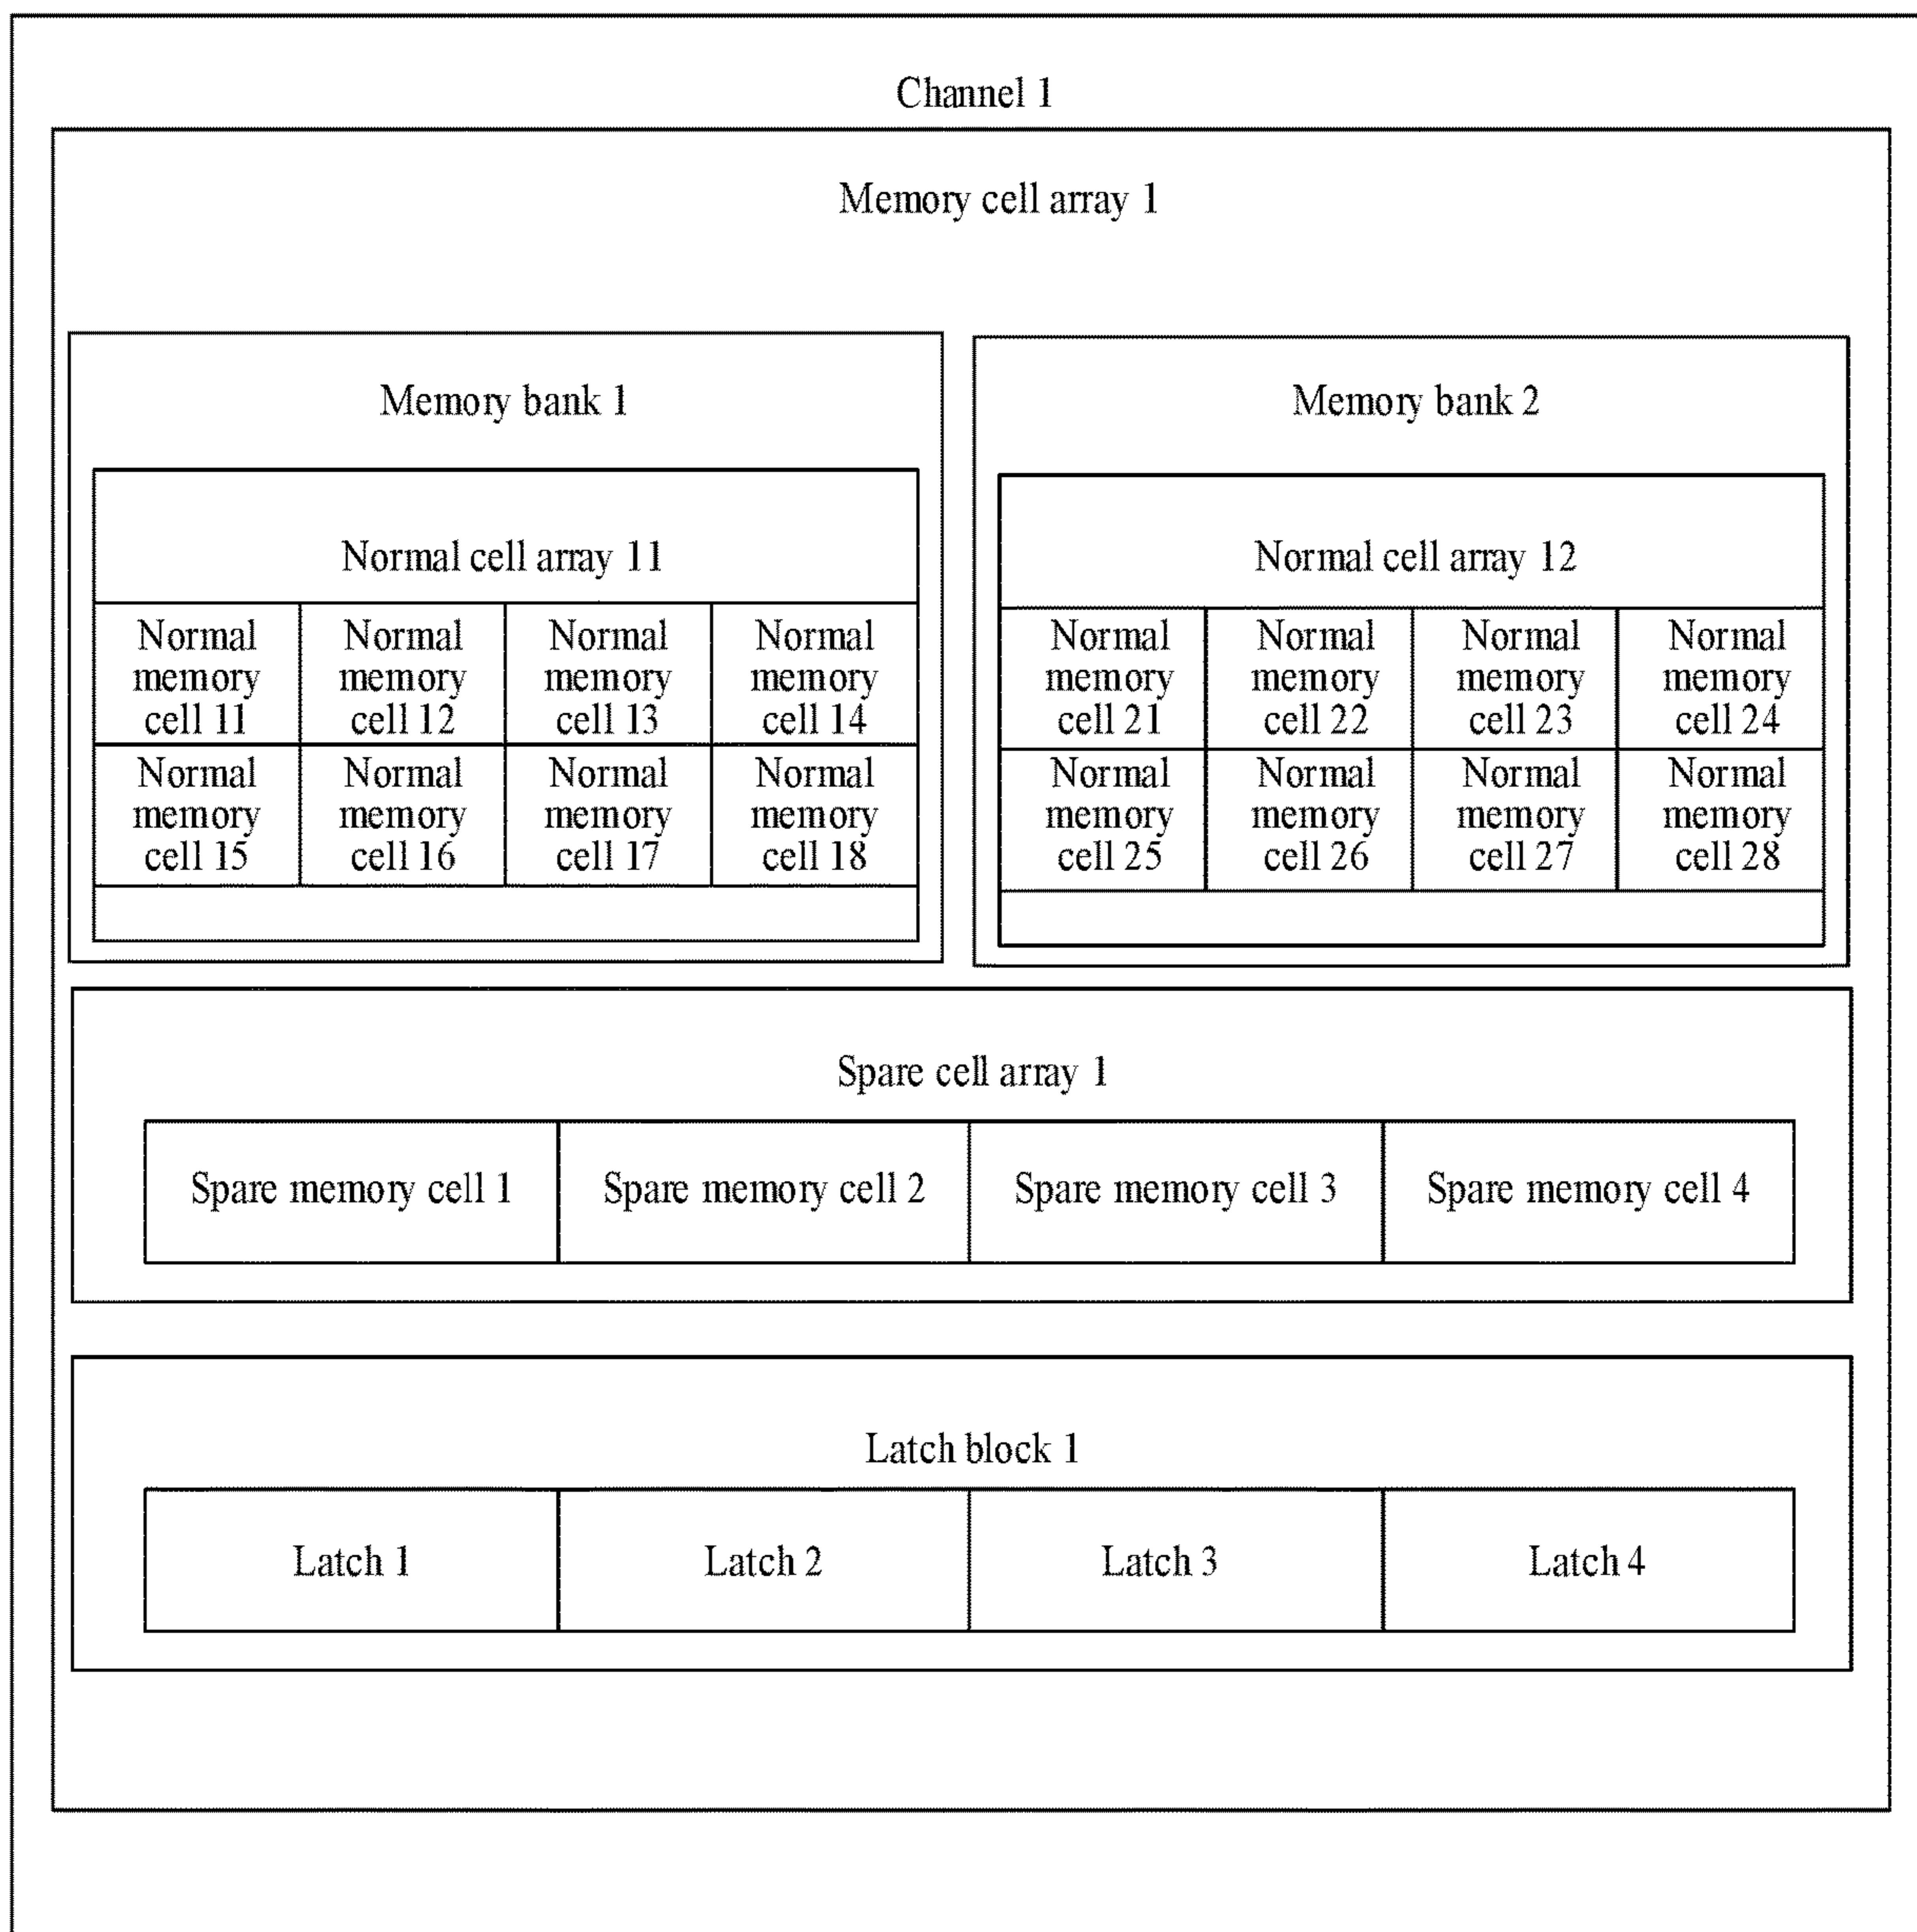 Channel 1
Memory cell array 1
Memory bank 1
Normal cell array 11
Normal
memory
cell 11
Normal
memory
cell 12
Normal
memory
cell 13
Normal
memory
cell 14
Normal
memory
cell 15
Normal
memory
cell 16
Normal
memory
cell 17
Normal
memory
cell 18
Memory bank 2
Normal cell array 12
Normal
memory
cell 21
Normal
memory
cell 22
Normal
memory
cell 23
Normal
memory
cell 24
Normal
memory
cell 25
Normal
memory
cell 26
Normal
memory
cell 27
Normal
memory
cell 28
Spare cell array 1
Spare memory cell 1
Spare memory cell 2
Spare memory cell 3
Spare memory cell 4
Latch block 1
Latch 1
Latch 2
Latch 3
Latch 4